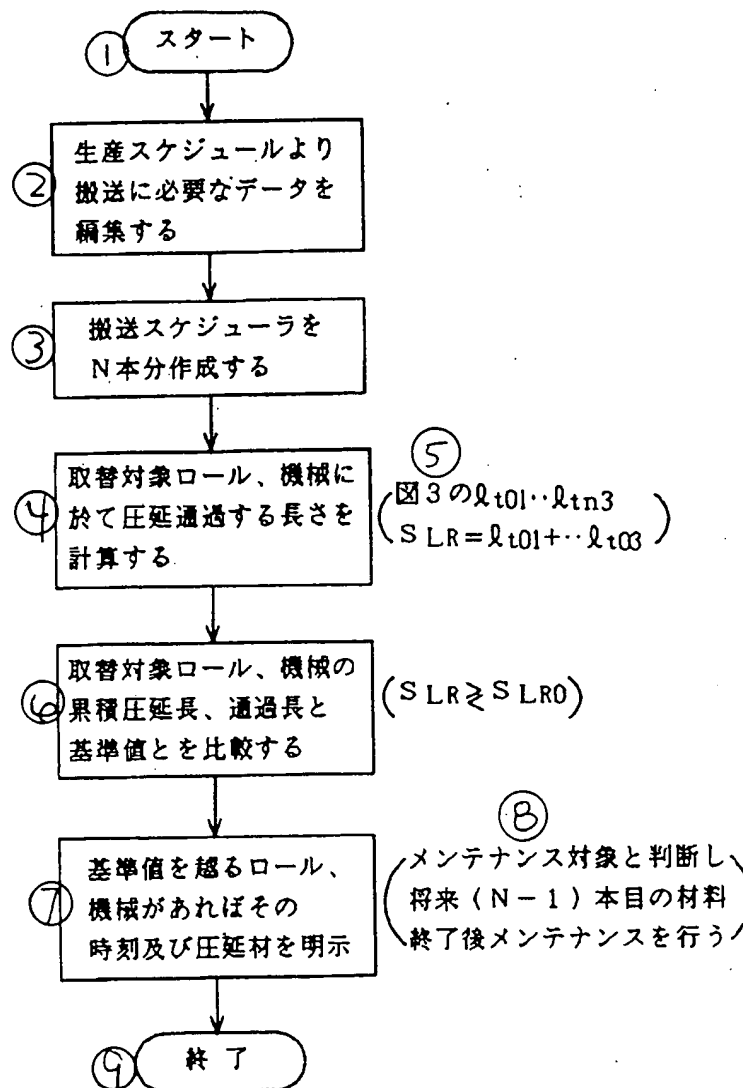 ① スタート
② 生産スケジュールより
搬送に必要なデータを
編集する
③ 搬送スケジューラを
N本分作成する
④ 取替対象ロール、機械に
於て圧延通過する長さを
計算する
⑤
図3のℓt01‥ℓtn3
SLR=ℓt01+‥ℓt03
⑥ 取替対象ロール、機械の
累積圧延長、通過長と
基準値とを比較する
(SLR≷SLR0)
⑦ 基準値を越るロール、
機械があればその
時刻及び圧延材を明示
⑧
メンテナンス対象と判断し
将来(N-1)本目の材料
終了後メンテナンスを行う
⑨ 終了